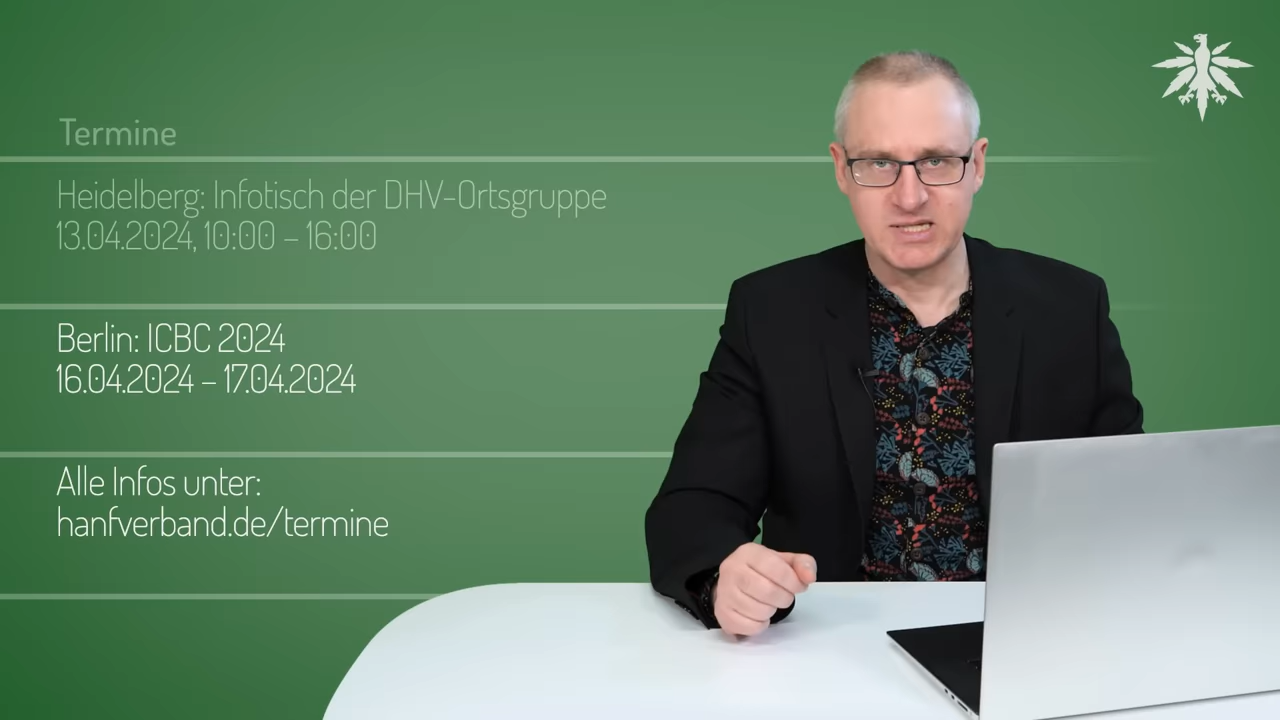 Termine
Heidelberg: Infotisch der DHV-Ortsgruppe
13.04.2024, 10:00 – 16:00
Berlin: ICBC 2024
16.04.2024 – 17.04.2024
Alle Infos unter:
hanfverband.de/termine